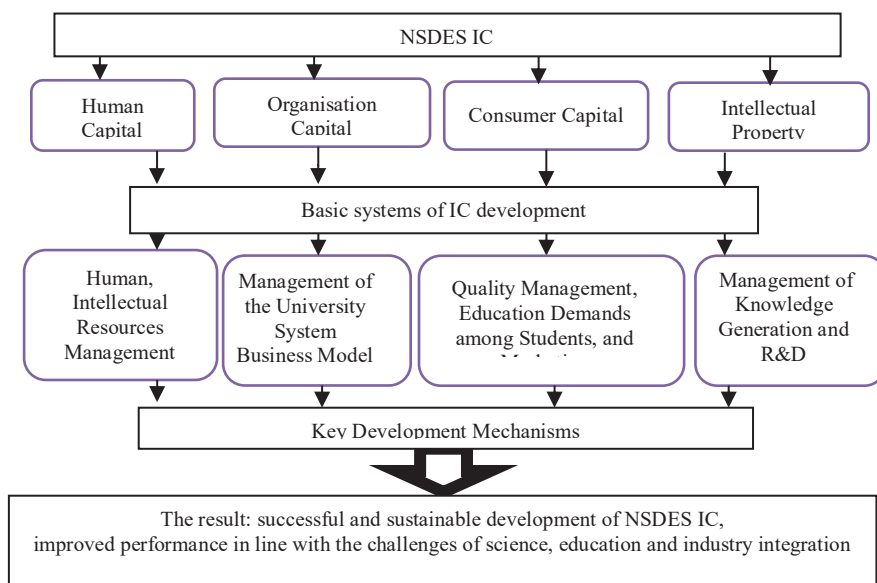 NSDES IC
Human
Capital
Organisation
Capital
Consumer Capital
Intellectual
Property
Basic systems of IC development
Human,
Intellectual
Resources
Management
Management of
the University
System
Business Model
Quality Management,
Education Demands
among Students, and
Management of
Knowledge
Generation and
R&D
Key Development Mechanisms
The result: successful and sustainable development of NSDES IC,
improved performance in line with the challenges of science, education and industry integration